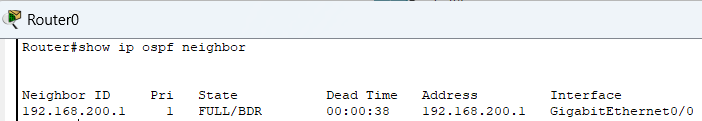 Router0
Router#show ip ospf neighbor
Neighbor ID Pri State Dead Time Address Interface
192.168.200.1 1 FULL/BDR 00:00:38 192.168.200.1 GigabitEthernet0/0